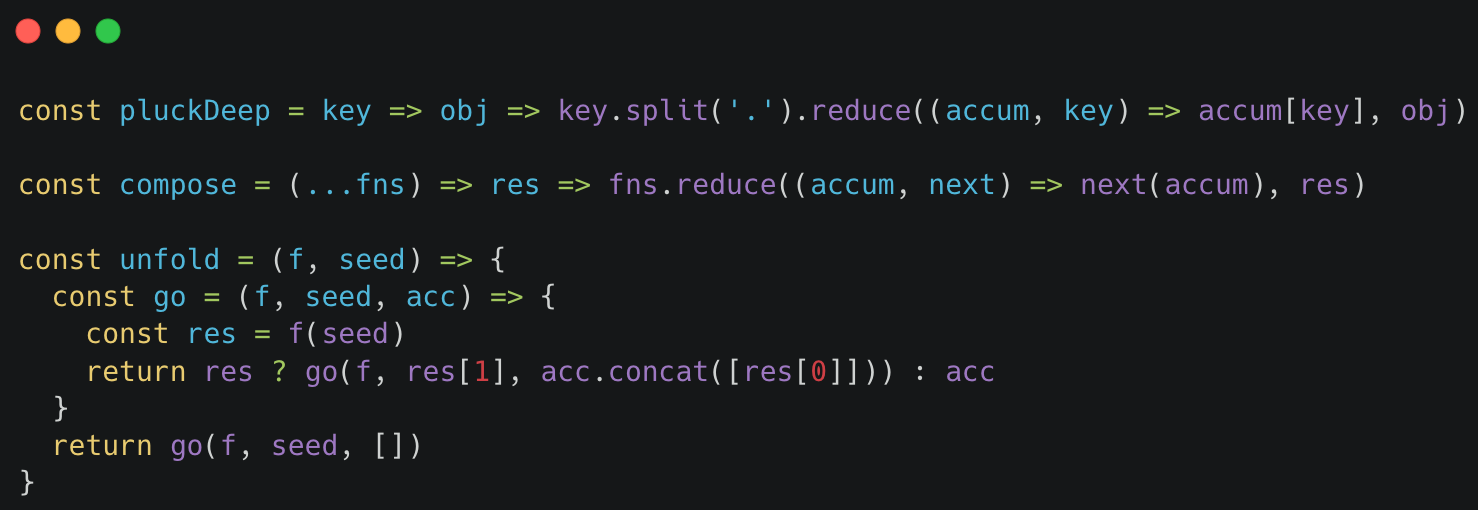 const pluckDeep = key => obj => key.split('.').reduce((accum, key) => accum[key], obj)

const compose = (...fns) => res => fns.reduce((accum, next) => next(accum), res)

const unfold = (f, seed) => {
  const go = (f, seed, acc) => {
    const res = f(seed)
    return res ? go(f, res[1], acc.concat([res[0]])) : acc
  }
  return go(f, seed, [])
}